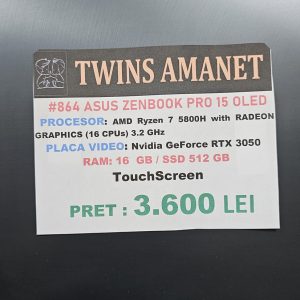 TWINS AMANET
#864 ASUS ZENBOOK PRO 15 OLED
PROCESOR: AMD Ryzen 7 5800H with RADEON
GRAPHICS (16 CPUs) 3.2 GHz
PLACA VIDEO: Nvidia GeForce RTX 3050
RAM: 16 GB / SSD 512 GB
TouchScreen
PRET : 3.600 LEI